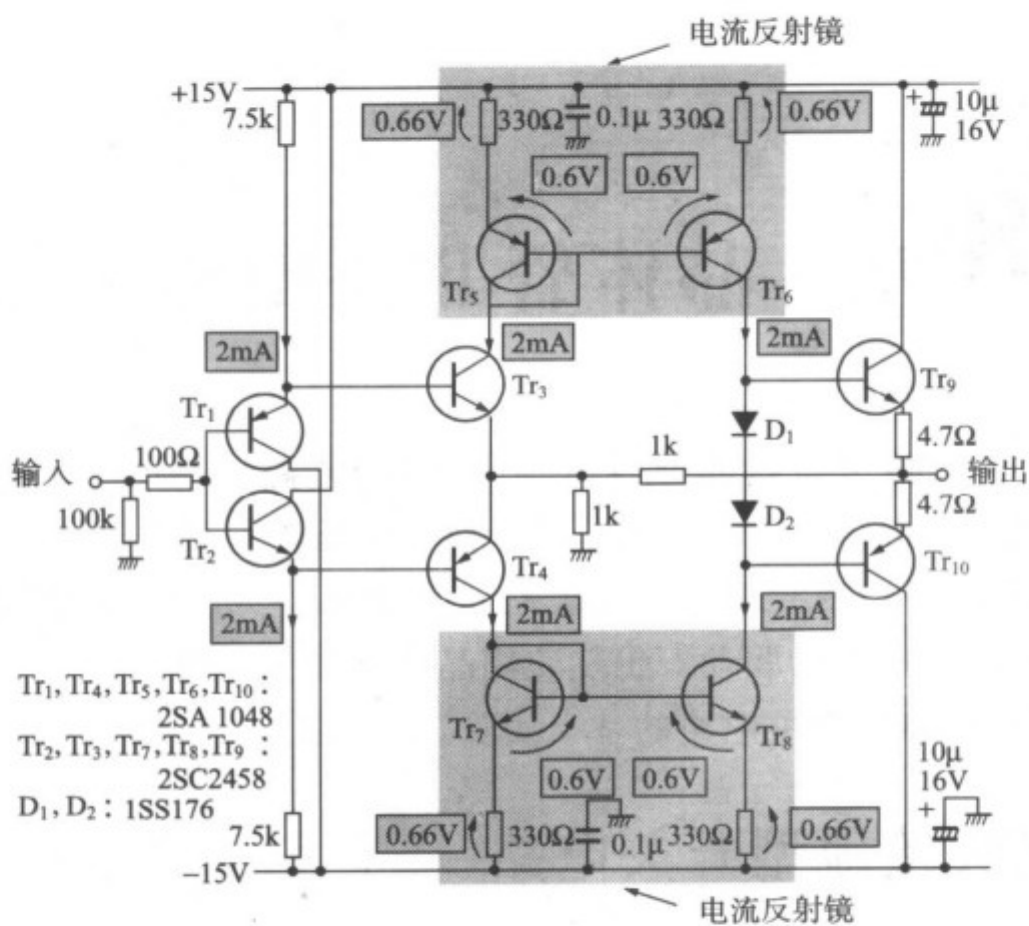 电流反射镜
+15V
7.5k
0.66V
330Ω
0.1μ
330Ω
0.66V
+
10μ
16V
0.6V
0.6V
Tr5
Tr6
2mA
2mA
2mA
Tr3
Tr9
Tr1
D1
4.7Ω
100Ω
1k
输入
输出
100k
1k
4.7Ω
D2
Tr2
Tr4
Tr10
2mA
2mA
2mA
Tr1, Tr4, Tr5, Tr6, Tr10:
2SA 1048
Tr2, Tr3, Tr7, Tr8, Tr9:
2SC2458
D1, D2: 1SS176
Tr7
Tr8
0.6V
0.6V
10μ
16V
+
7.5k
0.66V
330Ω
0.1μ
330Ω
0.66V
−15V
电流反射镜